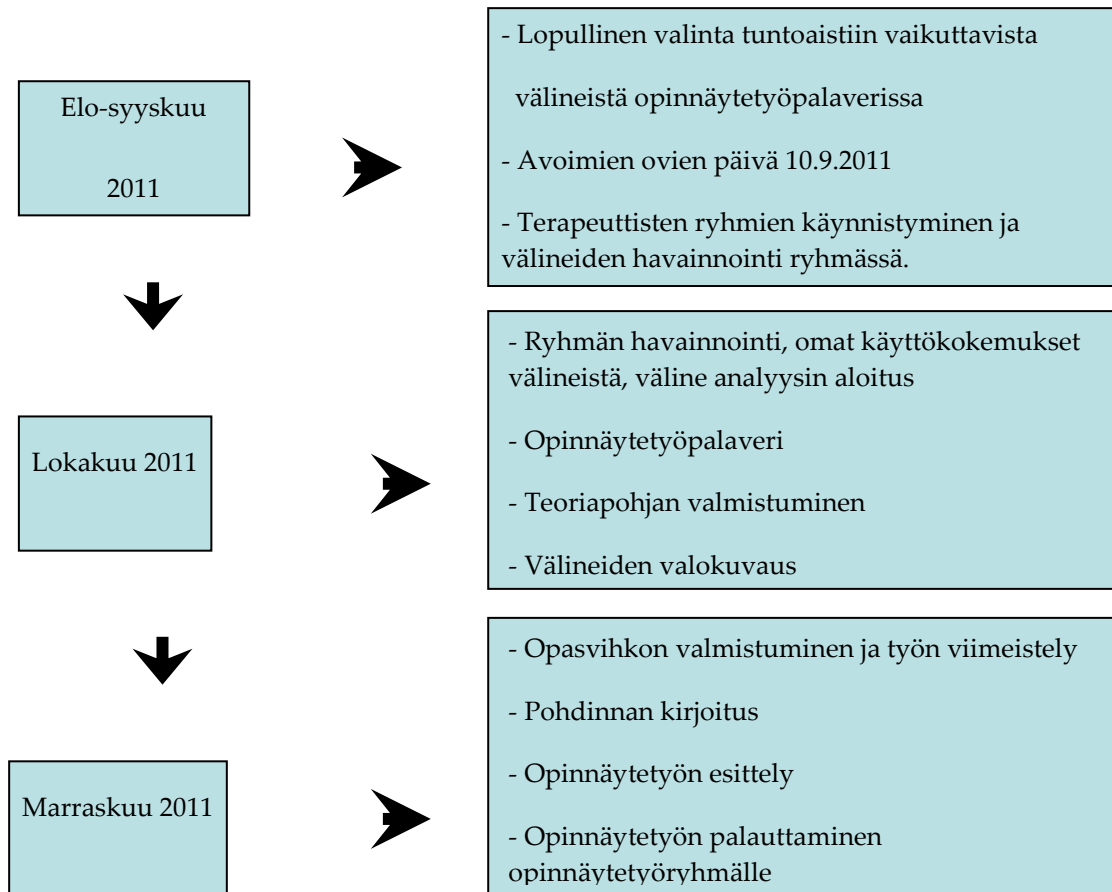 Elo-syyskuu
2011
- Lopullinen valinta tuntoaistiin vaikuttavista
välineistä opinnäytetyöpalaverissa
- Avoimien ovien päivä 10.9.2011
- Terapeuttisten ryhmien käynnistyminen ja
välineiden havainnointi ryhmässä.
Lokakuu 2011
- Ryhmän havainnointi, omat käyttökokemukset
välineistä, väline analyysin aloitus
- Opinnäytetyöpalaveri
- Teoriapohjan valmistuminen
- Välineiden valokuvaus
Marraskuu 2011
- Opasvihkon valmistuminen ja työn viimeistely
- Pohdinnan kirjoitus
- Opinnäytetyön esittely
- Opinnäytetyön palauttaminen
opinnäytetyöryhmälle